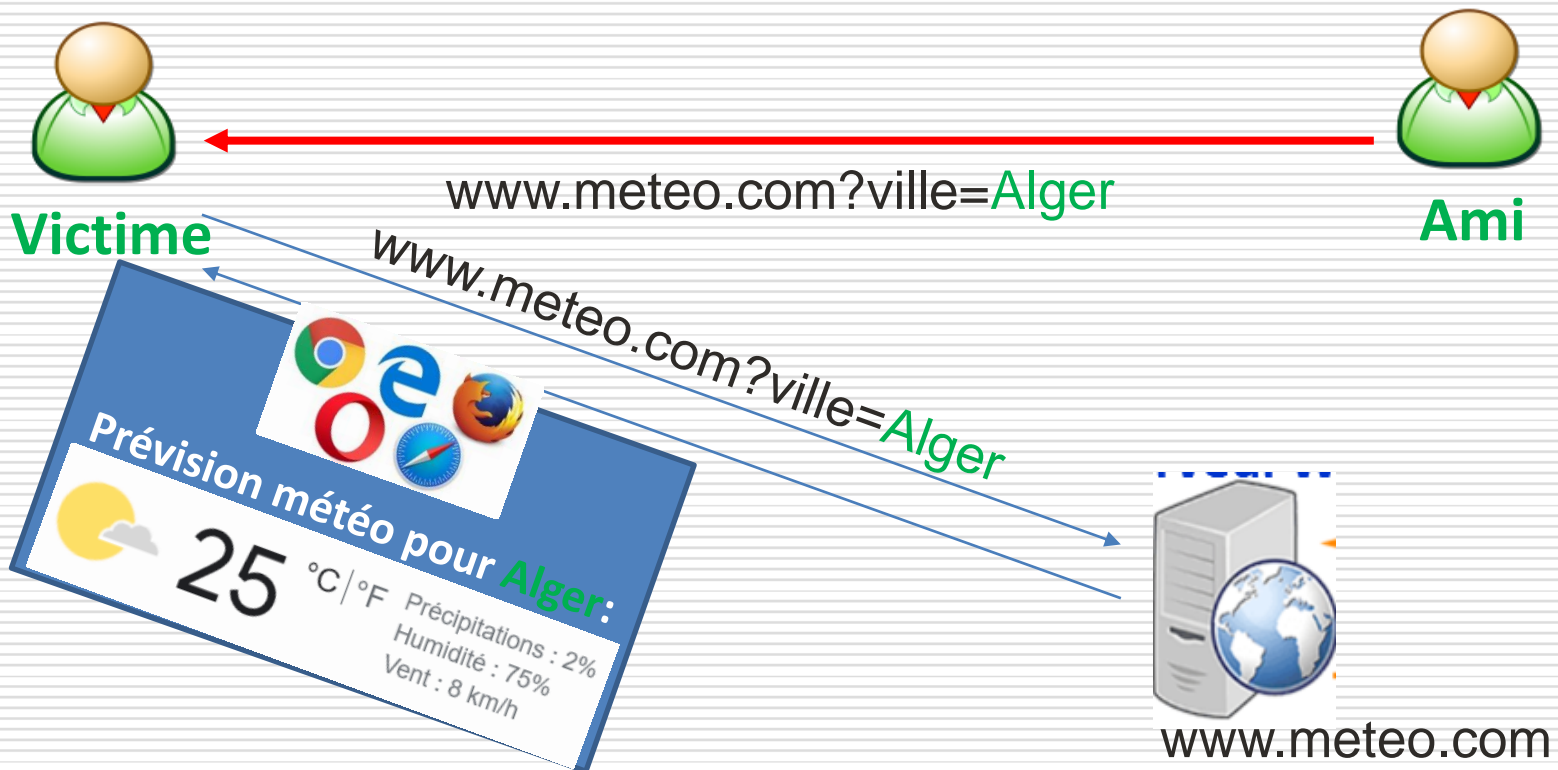 www.meteo.com?ville=Alger
Victime
Ami
www.meteo.com?ville=Alger
Prévision météo pour Alger:
25 °C|°F
Précipitations : 2%
Humidité : 75%
Vent : 8 km/h
www.meteo.com